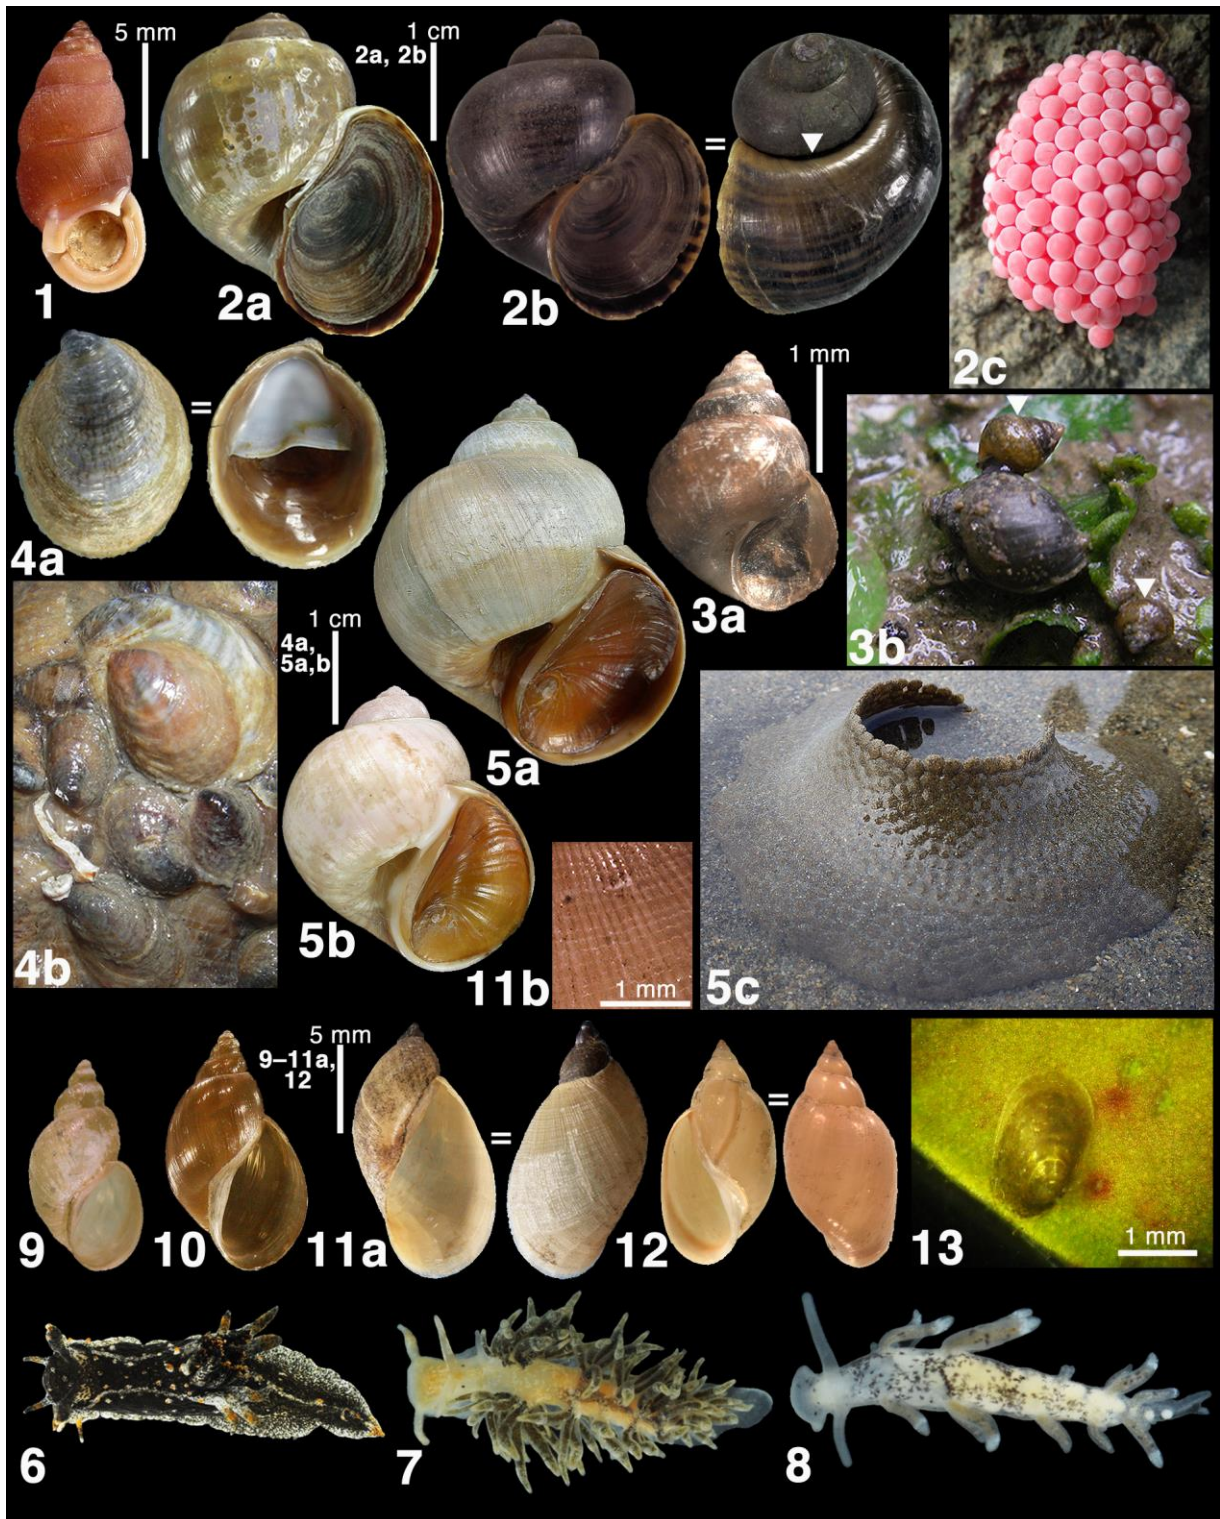 5 mm
1 cm
2a, 2b
=
1
2a
2b
2c
=
1 mm
4a
3a
3b
1 cm
4a,
5a,b
5a
5b
4b
11b
1 mm
5c
5 mm
9–11a,
12
=
=
9
10
11a
12
13
1 mm
6
7
8